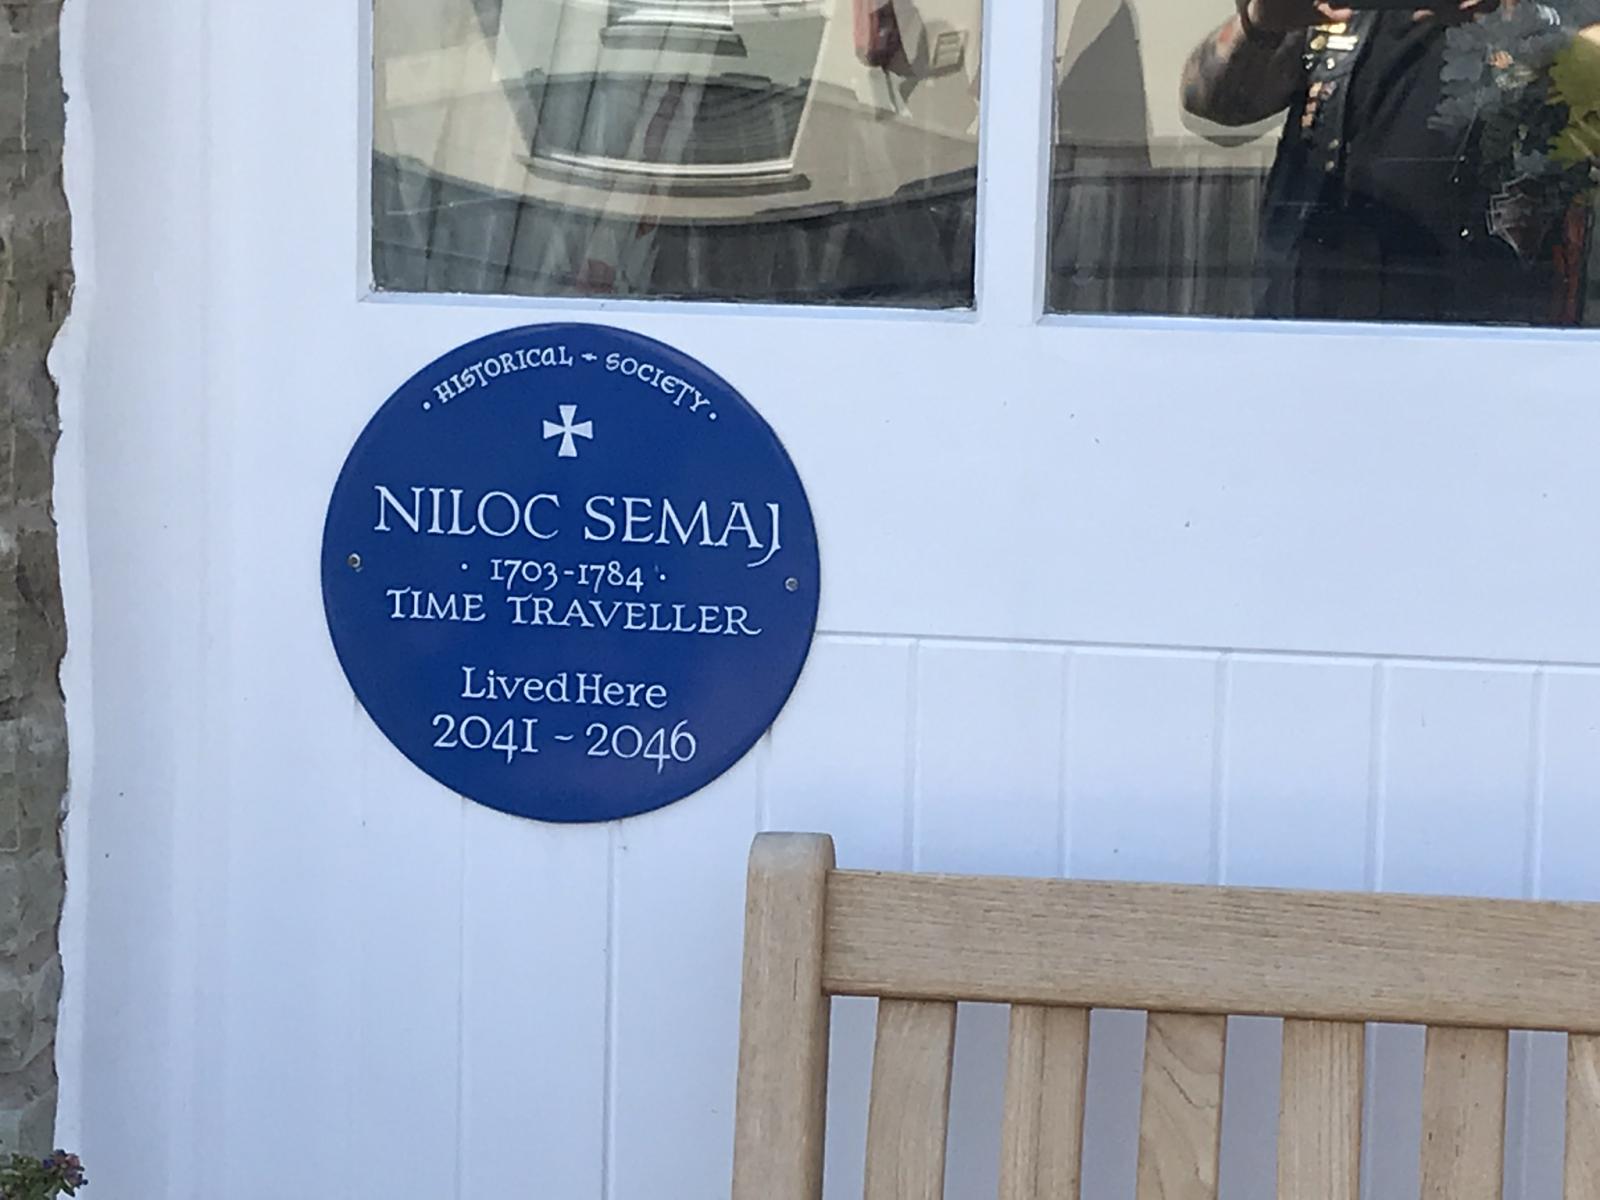 • HISTORICAL - SOCIETY •
NILOC SEMAJ
• 1703-1784 •
TIME TRAVELLER
Lived Here
2041 - 2046